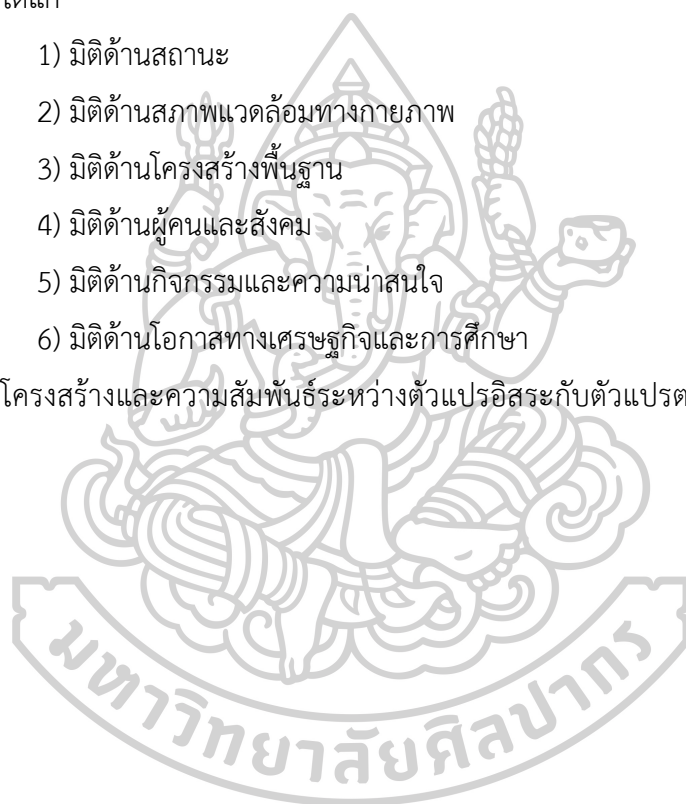 ได้แก่
1) มิติด้านสถานะ
2) มิติด้านสภาพแวดล้อมทางกายภาพ
3) มิติด้านโครงสร้างพื้นฐาน
4) มิติด้านผู้คนและสังคม
5) มิติด้านกิจกรรมและความน่าสนใจ
6) มิติด้านโอกาสทางเศรษฐกิจและการศึกษา
โครงสร้างและความสัมพันธ์ระหว่างตัวแปรอิสระกับตัวแปรต
มหาวิทยาลัยศิลปากร